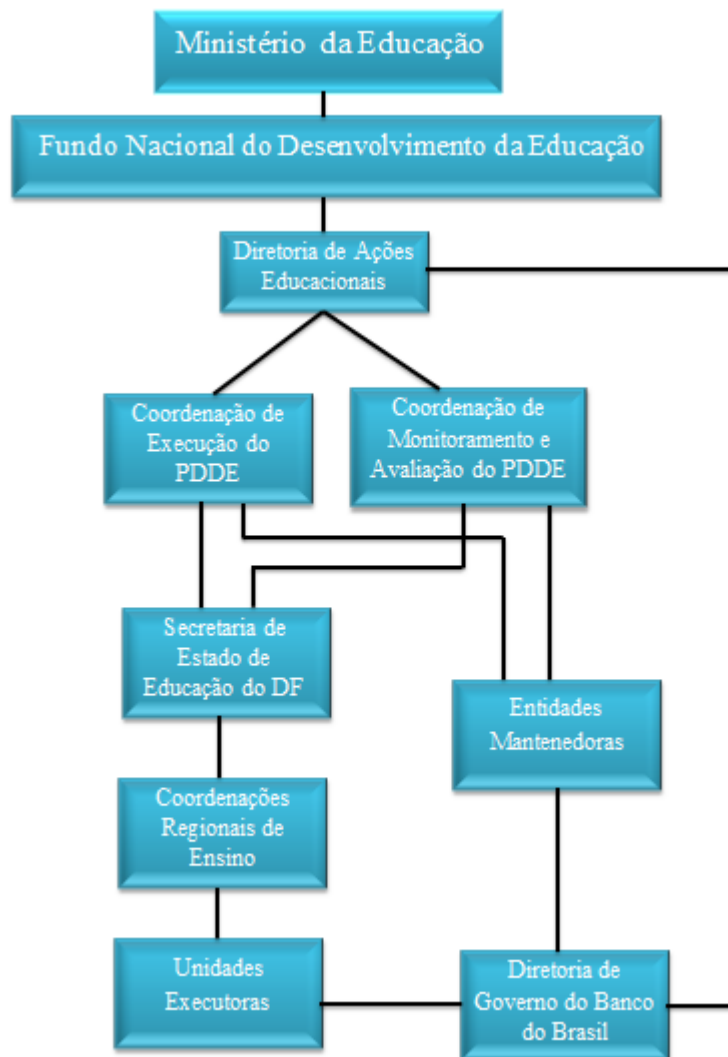 Ministério da Educação
Fundo Nacional do Desenvolvimento da Educação
Diretoria de Ações
Educacionais
Coordenação de
Execução do
PDDE
Coordenação de
Monitoramento e
Avaliação do PDDE
Secretaria de
Estado de
Educação do DF
Entidades
Mantenedoras
Coordenações
Regionais de
Ensino
Unidades
Executoras
Diretoria de
Governo do Banco
do Brasil